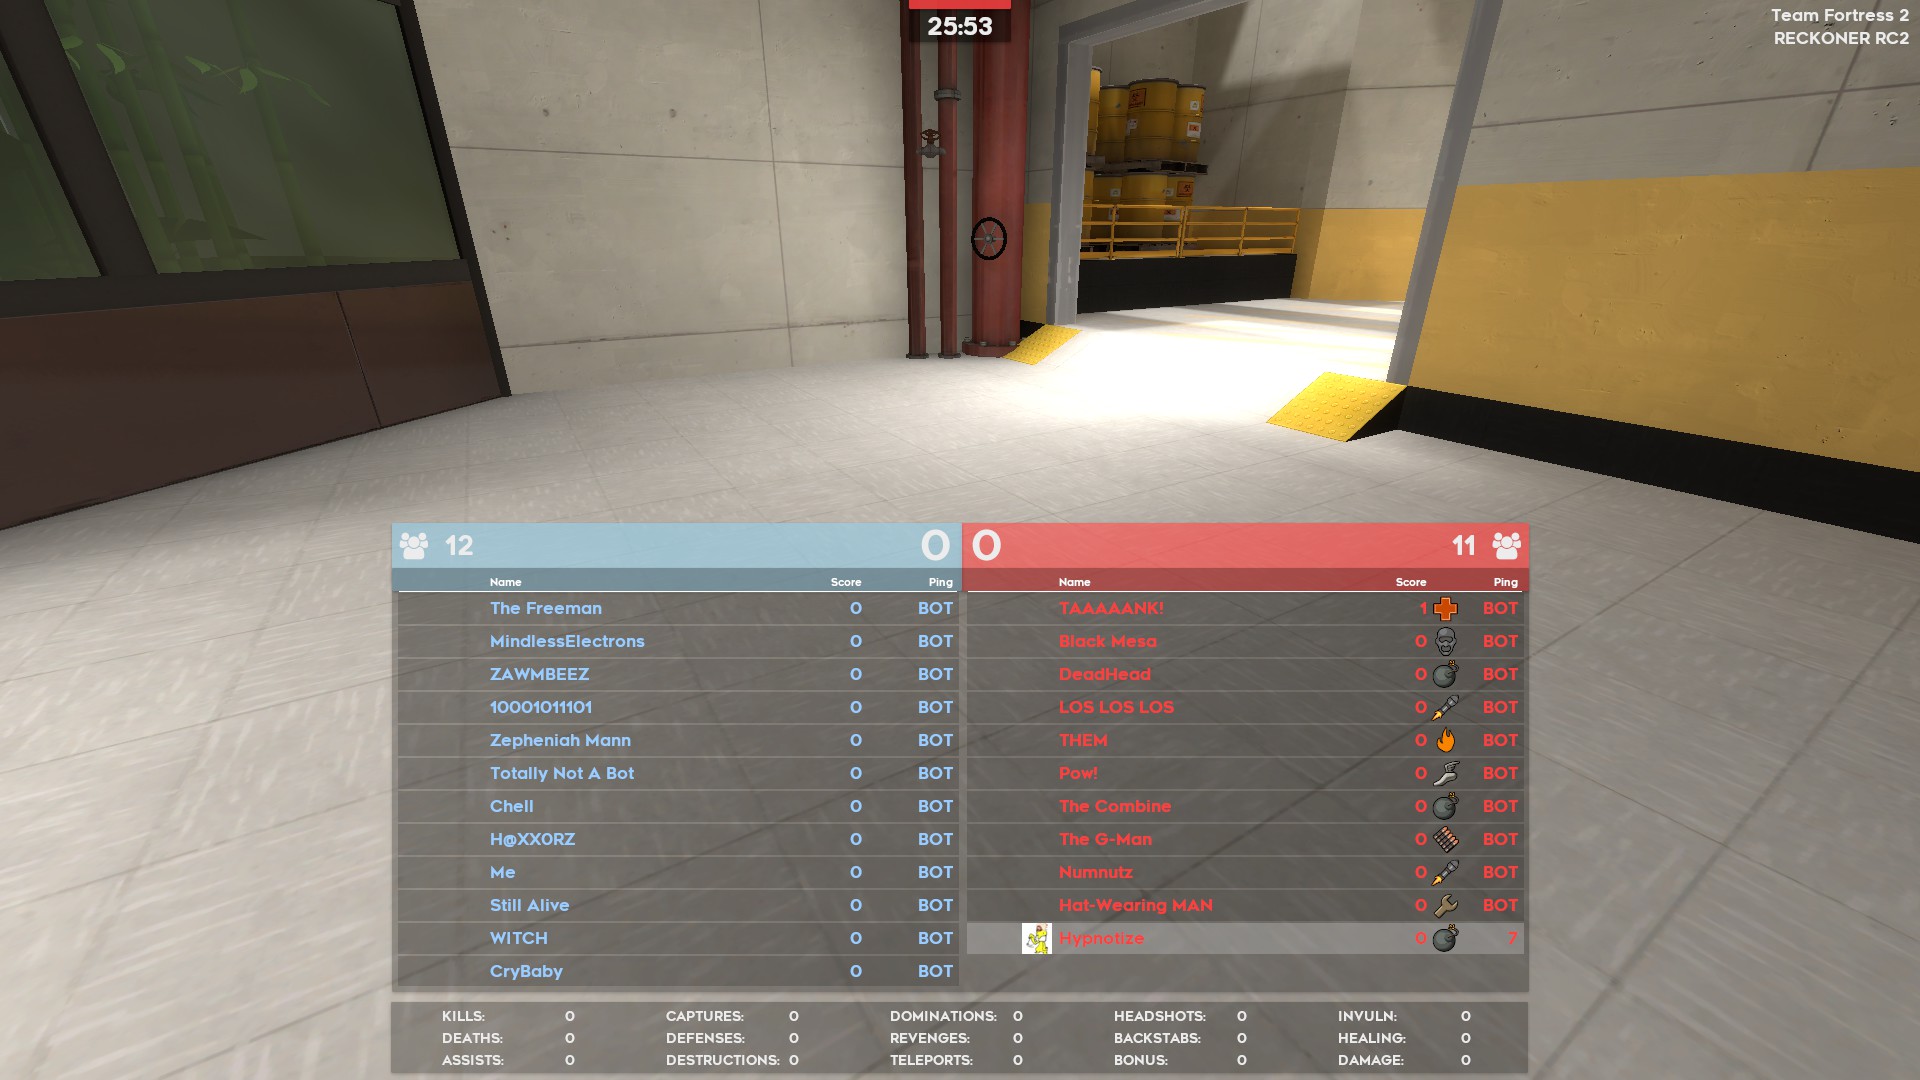 25:53
Team Fortress 2
RECKONER RC2
12 0 0 11
Name Score Ping Name Score Ping
The Freeman 0 BOT TAAAAANK! 1 BOT
MindlessElectrons 0 BOT Black Mesa 0 BOT
ZAWMBEEZ 0 BOT DeadHead 0 BOT
10001011101 0 BOT LOS LOS LOS 0 BOT
Zepheniah Mann 0 BOT THEM 0 BOT
Totally Not A Bot 0 BOT Pow! 0 BOT
Chell 0 BOT The Combine 0 BOT
H@XX0RZ 0 BOT The G-Man 0 BOT
Me 0 BOT Numnutz 0 BOT
Still Alive 0 BOT Hat-Wearing MAN 0 BOT
WITCH 0 BOT Hypnotize 0 7
CryBaby 0 BOT
KILLS: 0 CAPTURES: 0 DOMINATIONS: 0 HEADSHOTS: 0 INVULN: 0
DEATHS: 0 DEFENSES: 0 REVENGES: 0 BACKSTABS: 0 HEALING: 0
ASSISTS: 0 DESTRUCTIONS: 0 TELEPORTS: 0 BONUS: 0 DAMAGE: 0